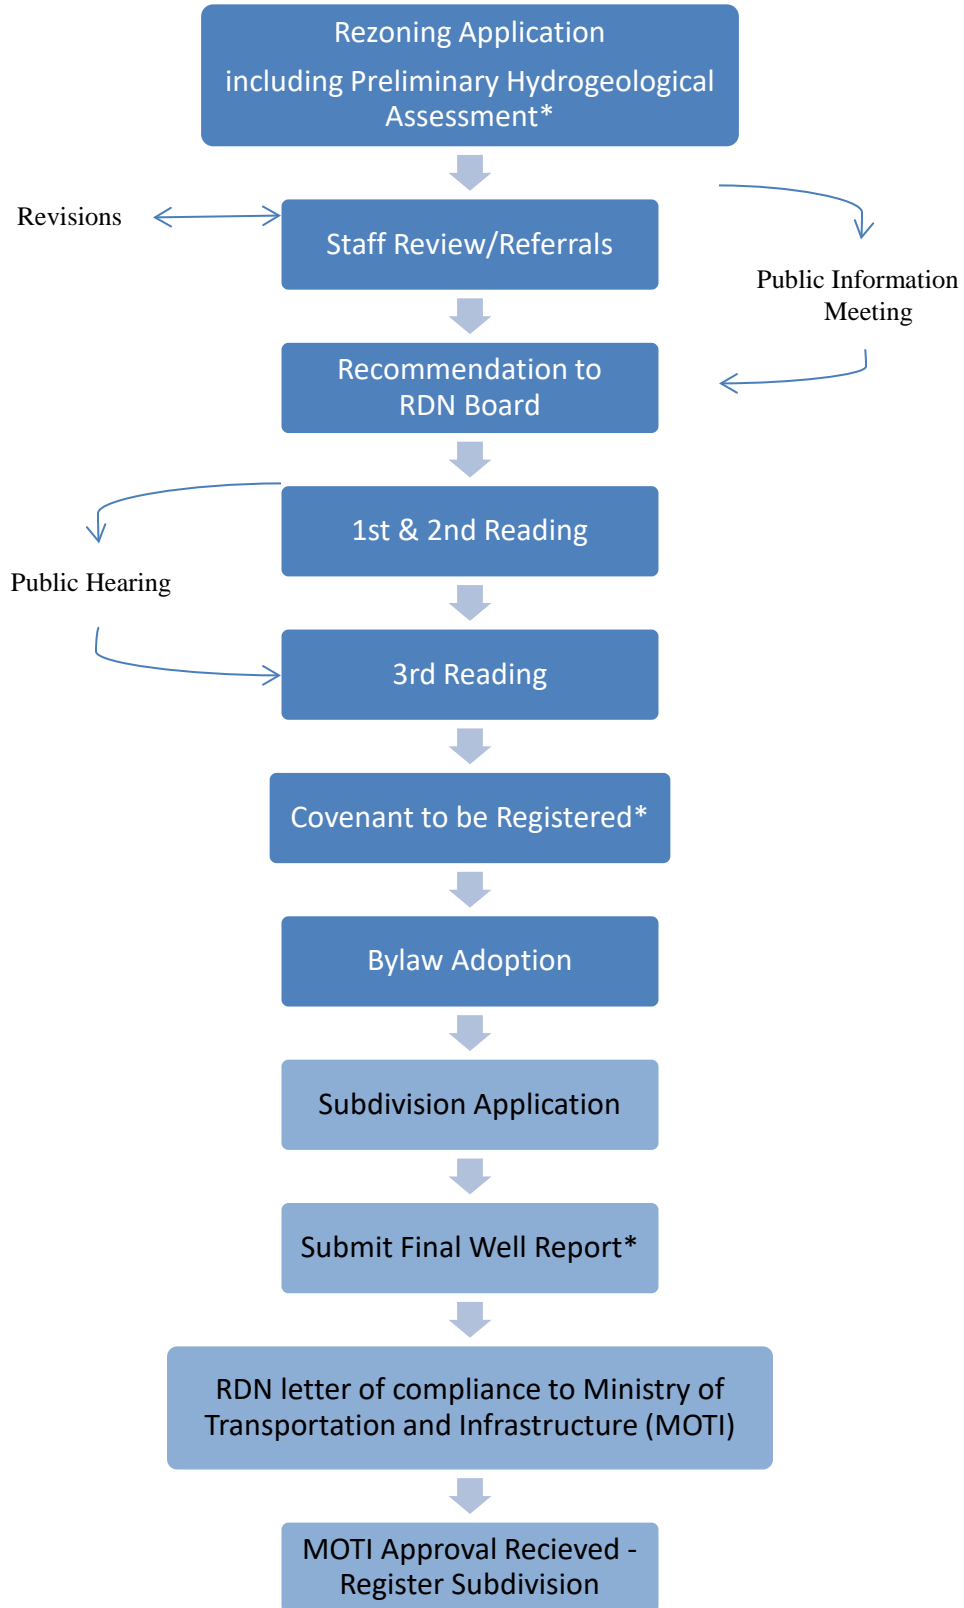 Rezoning Application
including Preliminary Hydrogeological
Assessment*
Revisions
Staff Review/Referrals
Public Information
Meeting
Recommendation to
RDN Board
1st & 2nd Reading
Public Hearing
3rd Reading
Covenant to be Registered*
Bylaw Adoption
Subdivision Application
Submit Final Well Report*
RDN letter of compliance to Ministry of
Transportation and Infrastructure (MOTI)
MOTI Approval Recieved -
Register Subdivision